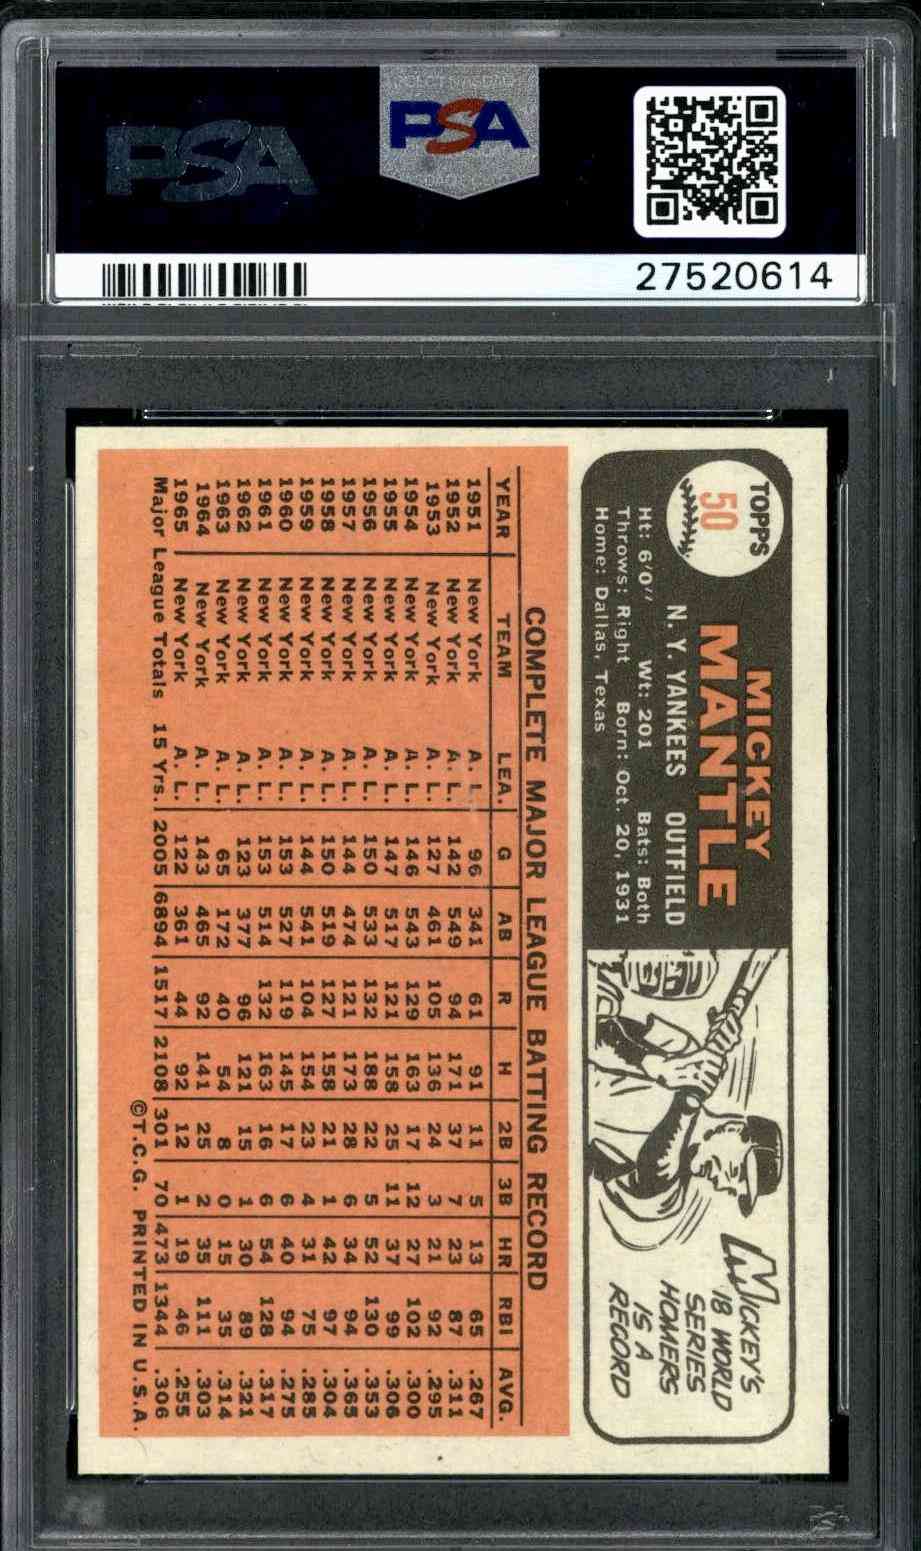 PSA
PSA
27520614
TOPPS
50
MICKEY
MANTLE
N. Y. YANKEES OUTFIELD
Ht: 6'0" Wt: 201 Bats: Both
Throws: Right Born: Oct. 20, 1931
Home: Dallas, Texas
MICKEY'S
18 WORLD
SERIES
HOMERS
IS A
RECORD
COMPLETE MAJOR LEAGUE BATTING RECORD
YEAR TEAM LEA. G AB R H 2B 3B HR RBI AVG.
1951 New York A. L. 96 341 61 91 11 5 13 65 .267
1952 New York A. L. 142 549 94 171 37 7 23 87 .311
1953 New York A. L. 127 461 105 136 24 3 21 92 .295
1954 New York A. L. 146 543 129 163 17 12 27 102 .300
1955 New York A. L. 147 517 121 158 25 11 37 99 .306
1956 New York A. L. 150 533 132 188 22 5 52 130 .353
1957 New York A. L. 144 474 121 173 28 6 34 94 .365
1958 New York A. L. 150 519 127 158 21 1 42 97 .304
1959 New York A. L. 144 541 104 154 23 4 31 75 .285
1960 New York A. L. 153 527 119 145 17 6 40 94 .275
1961 New York A. L. 153 514 132 163 16 6 54 128 .317
1962 New York A. L. 123 377 96 121 15 1 30 89 .321
1963 New York A. L. 65 172 40 54 8 0 15 35 .314
1964 New York A. L. 143 465 92 141 25 2 35 111 .303
1965 New York A. L. 122 361 44 92 12 1 19 46 .255
Major League Totals 15 Yrs. 2005 6894 1517 2108 301 70 473 1344 .306
©T.C.G. PRINTED IN U.S.A.